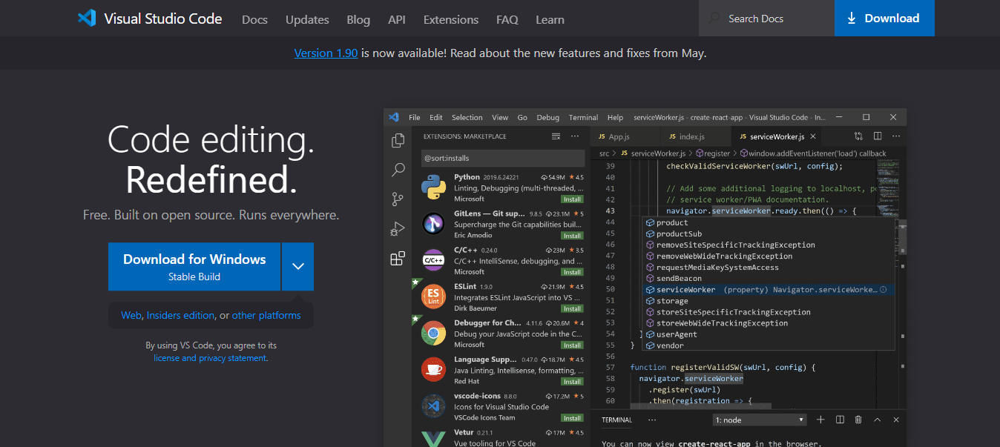 Visual Studio Code Docs Updates Blog API Extensions FAQ Learn Search Docs Download
Version 1.90 is now available! Read about the new features and fixes from May.
Code editing.
Redefined.
Free. Built on open source. Runs everywhere.
Download for Windows
Stable Build
Web, Insiders edition, or other platforms
By using VS Code, you agree to its
license and privacy statement.
File Edit Selection View Go Debug Terminal Help serviceWorker.js - create-react-app - Visual Studio Code - In...
EXTENSIONS: MARKETPLACE
@sort:installs
Python 2019.6.24221 54.9M ★ 4.5
Linting, Debugging (multi-threaded, ...
Microsoft Install
GitLens — Git sup... 9.8.5 23.1M ★ 5
Supercharge the Git capabilities buil...
Eric Amodio Install
C/C++ 0.24.0 23M ★ 3.5
C/C++ IntelliSense, debugging, and ...
Microsoft Install
ESLint 1.9.0 21.9M ★ 4.5
Integrates ESLint JavaScript into VS ...
Dirk Baeumer Install
Debugger for Ch... 4.11.6 20.6M ★ 4
Debug your JavaScript code in the C...
Microsoft Install
Language Supp... 0.47.0 18.7M ★ 4.5
Java Linting, Intellisense, formatting, ...
Red Hat Install
vscode-icons 8.8.0 17.2M ★ 5
Icons for Visual Studio Code
VSCode Icons Team Install
Vetur 0.21.1 17M ★ 4.5
Vue tooling for VS Code
C/C++
ES
Lint
JS App.js JS index.js JS serviceWorker.js
src > JS serviceWorker.js > register > window.addEventListener('load') callback
39 checkValidServiceWorker(swUrl, config);
40
41 // Add some additional logging to localhost, po
42 // service worker/PWA documentation.
43 navigator.serviceWorker.ready.then(() => {
44 product
45 productSub
46 removeSiteSpecificTrackingException
47 removeWebWideTrackingException
48 requestMediaKeySystemAccess
49 sendBeacon
50 serviceWorker (property) Navigator.serviceWorke...
51 storage
52 storeSiteSpecificTrackingException
53 storeWebWideTrackingException
54 } userAgent
55 } vendor
56
57 function registerValidSW(swUrl, config) {
58 navigator.serviceWorker
59 .register(swUrl)
60 .then(registration => {
TERMINAL ... 1: node
You can now view create-react-app in the browser.